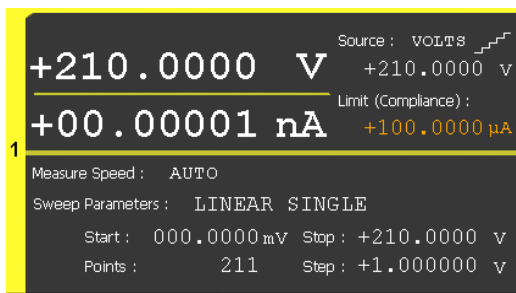 +210.0000 V
Source : VOLTS
+210.0000 V
+00.00001 nA
Limit (Compliance) :
+100.0000 µA
1
Measure Speed : AUTO
Sweep Parameters : LINEAR SINGLE
Start : 000.0000 mV Stop : +210.0000 V
Points : 211 Step : +1.000000 V